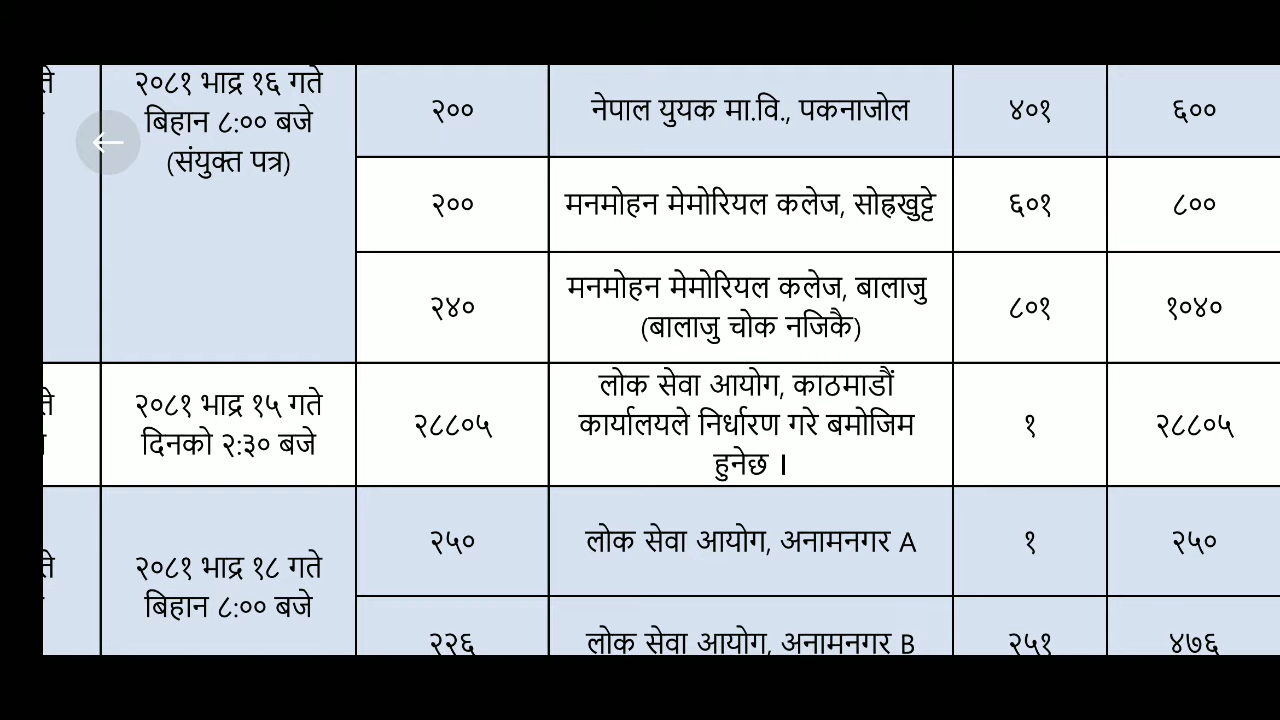 ते
२०८१ भाद्र १६ गते
बिहान ८:०० बजे
(संयुक्त पत्र)
२०० नेपाल युयक मा.वि., पकनाजोल ४०१ ६००
२०० मनमोहन मेमोरियल कलेज, सोह्रखुट्टे ६०१ ८००
२४० मनमोहन मेमोरियल कलेज, बालाजु
(बालाजु चोक नजिकै) ८०१ १०४०
ते
२०८१ भाद्र १५ गते
दिनको २:३० बजे
२८८०५
लोक सेवा आयोग, काठमाडौं
कार्यालयले निर्धारण गरे बमोजिम
हुनेछ ।
१ २८८०५
ते
२०८१ भाद्र १८ गते
बिहान ८:०० बजे
२५० लोक सेवा आयोग, अनामनगर A १ २५०
२२६ लोक सेवा आयोग, अनामनगर B २५१ ४७६